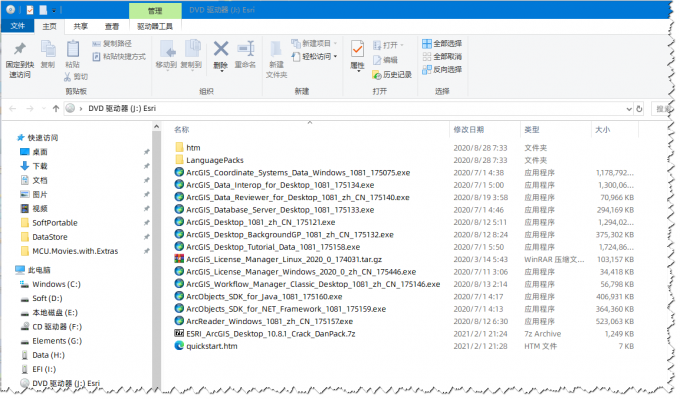 管理 DVD 驱动器 (J:) Esri
文件 主页 共享 查看 驱动器工具
固定到快速访问 复制 粘贴 复制路径 粘贴快捷方式 剪切 移动到 复制到 删除 重命名 新建文件夹 新建项目 轻松访问 属性 打开 编辑 历史记录 全部选择 全部取消 反向选择
剪贴板 组织 新建 打开 选择
DVD 驱动器 (J:) Esri
名称 修改日期 类型 大小
快速访问
桌面
下载
文档
图片
视频
SoftPortable
DataStore
MCU.Movies.with.Extras
此电脑
Windows (C:)
Soft (D:)
本地磁盘 (E:)
CD 驱动器 (F:)
Elements (G:)
Data (H:)
EFI (I:)
DVD 驱动器 (J:) Esri
htm 2020/8/28 7:33 文件夹
LanguagePacks 2020/8/28 7:33 文件夹
ArcGIS_Coordinate_Systems_Data_Windows_1081_175075.exe 2020/7/1 4:38 应用程序 1,178,792...
ArcGIS_Data_Interop_for_Desktop_1081_175134.exe 2020/7/1 5:00 应用程序 1,300,06...
ArcGIS_Data_Reviewer_for_Desktop_1081_zh_CN_175140.exe 2020/8/19 3:58 应用程序 70,966 KB
ArcGIS_Database_Server_Desktop_1081_175133.exe 2020/7/1 4:46 应用程序 294,169 KB
ArcGIS_Desktop_1081_zh_CN_175121.exe 2020/8/12 5:11 应用程序 1,294,02...
ArcGIS_Desktop_BackgroundGP_1081_zh_CN_175132.exe 2020/8/12 8:24 应用程序 375,302 KB
ArcGIS_Desktop_Tutorial_Data_1081_175158.exe 2020/7/1 5:50 应用程序 1,724,86...
ArcGIS_License_Manager_Linux_2020_0_174031.tar.gz 2020/3/14 5:43 WinRAR 压缩文... 103,157 KB
ArcGIS_License_Manager_Windows_2020_0_zh_CN_175446.exe 2020/7/11 3:06 应用程序 34,418 KB
ArcGIS_Workflow_Manager_Classic_Desktop_1081_zh_CN_175146.exe 2020/8/13 2:14 应用程序 56,798 KB
ArcObjects_SDK_for_Java_1081_175160.exe 2020/7/1 4:17 应用程序 406,931 KB
ArcObjects_SDK_for_NET_Framework_1081_175159.exe 2020/7/1 4:13 应用程序 364,360 KB
ArcReader_Windows_1081_zh_CN_175157.exe 2020/8/12 6:30 应用程序 523,063 KB
ESRI_ArcGIS_Desktop_10.8.1_Crack_DanPack.7z 2021/2/1 21:24 7z Archive 1,249 KB
quickstart.htm 2021/2/1 21:28 HTM 文件 7 KB